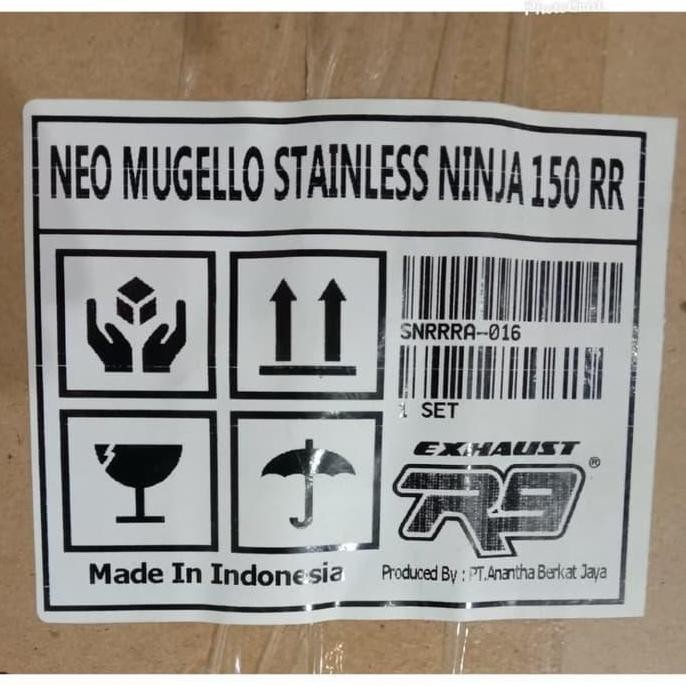 PhotoGrid
NEO MUGELLO STAINLESS NINJA 150 RR
SNRRRA-016
1 SET
EXHAUST
R9®
Made In Indonesia
Produced By : PT.Anantha Berkat Jaya